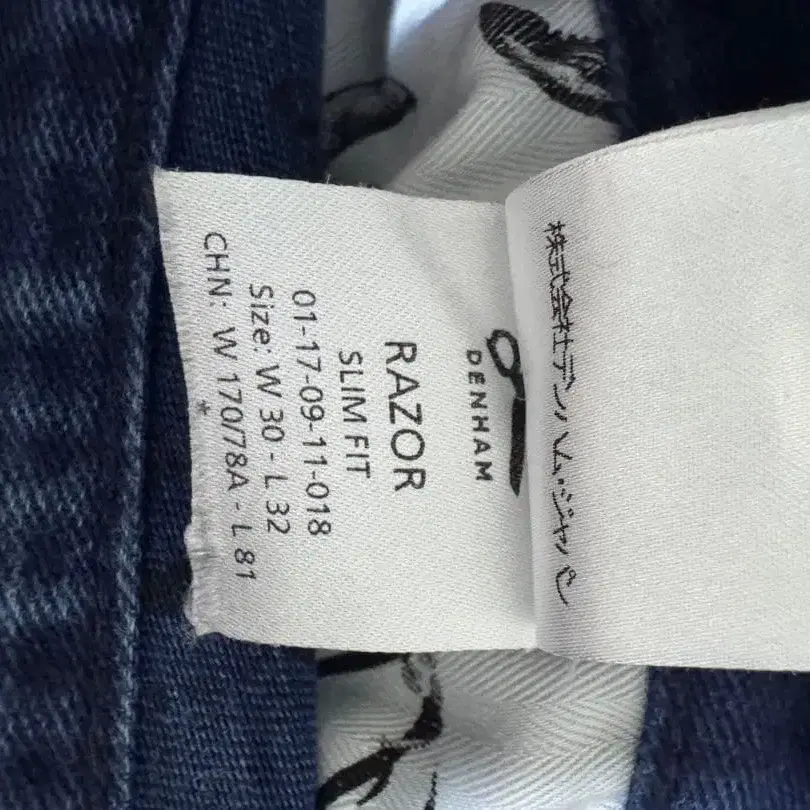 株式会社デンハム・ジャパン
DENHAM
RAZOR
SLIM FIT
01-17-09-11-018
Size: W 30 - L 32
CHN: W 170/78A - L 81
*